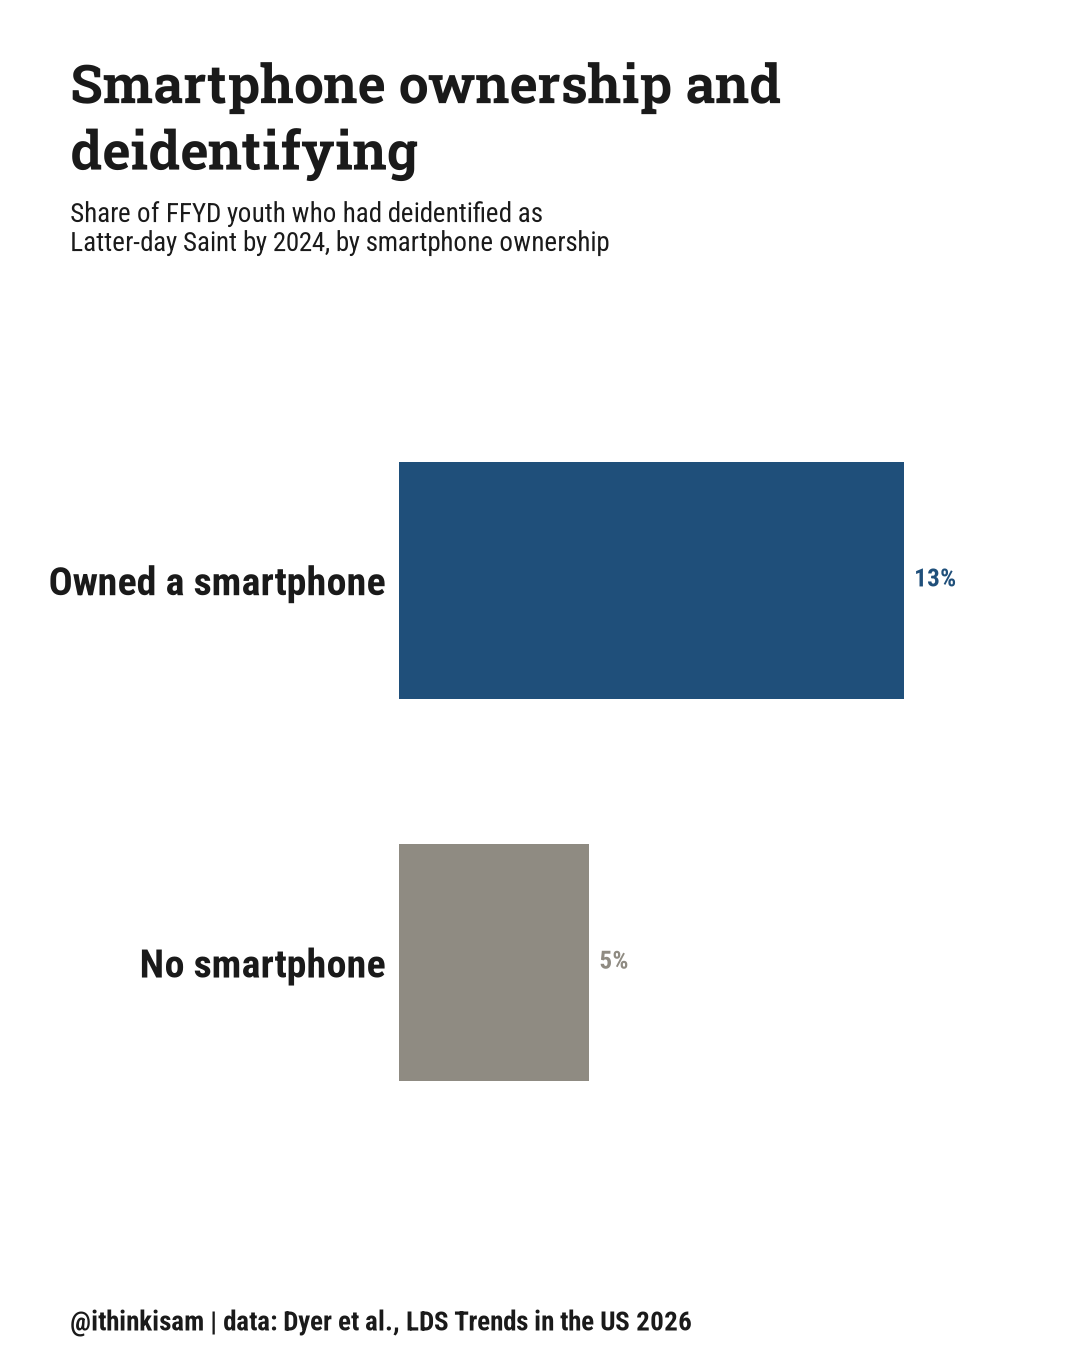 Smartphone ownership and
deidentifying
Share of FFYD youth who had deidentified as
Latter-day Saint by 2024, by smartphone ownership
Owned a smartphone
13%
No smartphone
5%
@ithinkisam | data: Dyer et al., LDS Trends in the US 2026